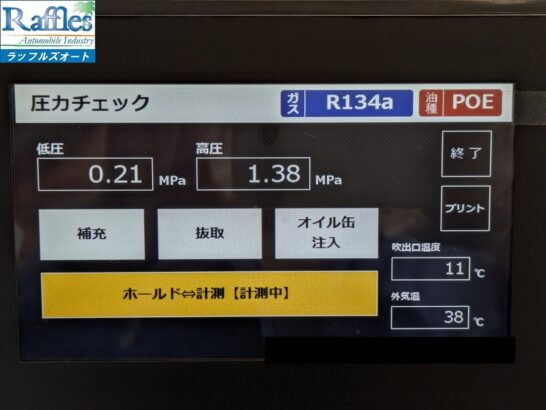 Raffles
Automobile Industry
ラッフルズオート
圧力チェック
ガス R134a
油種 POE
低圧
0.21 MPa
高圧
1.38 MPa
終了
プリント
補充
抜取
オイル缶
注入
吹出口温度
11 ℃
ホールド⇔計測【計測中】
外気温
38 ℃